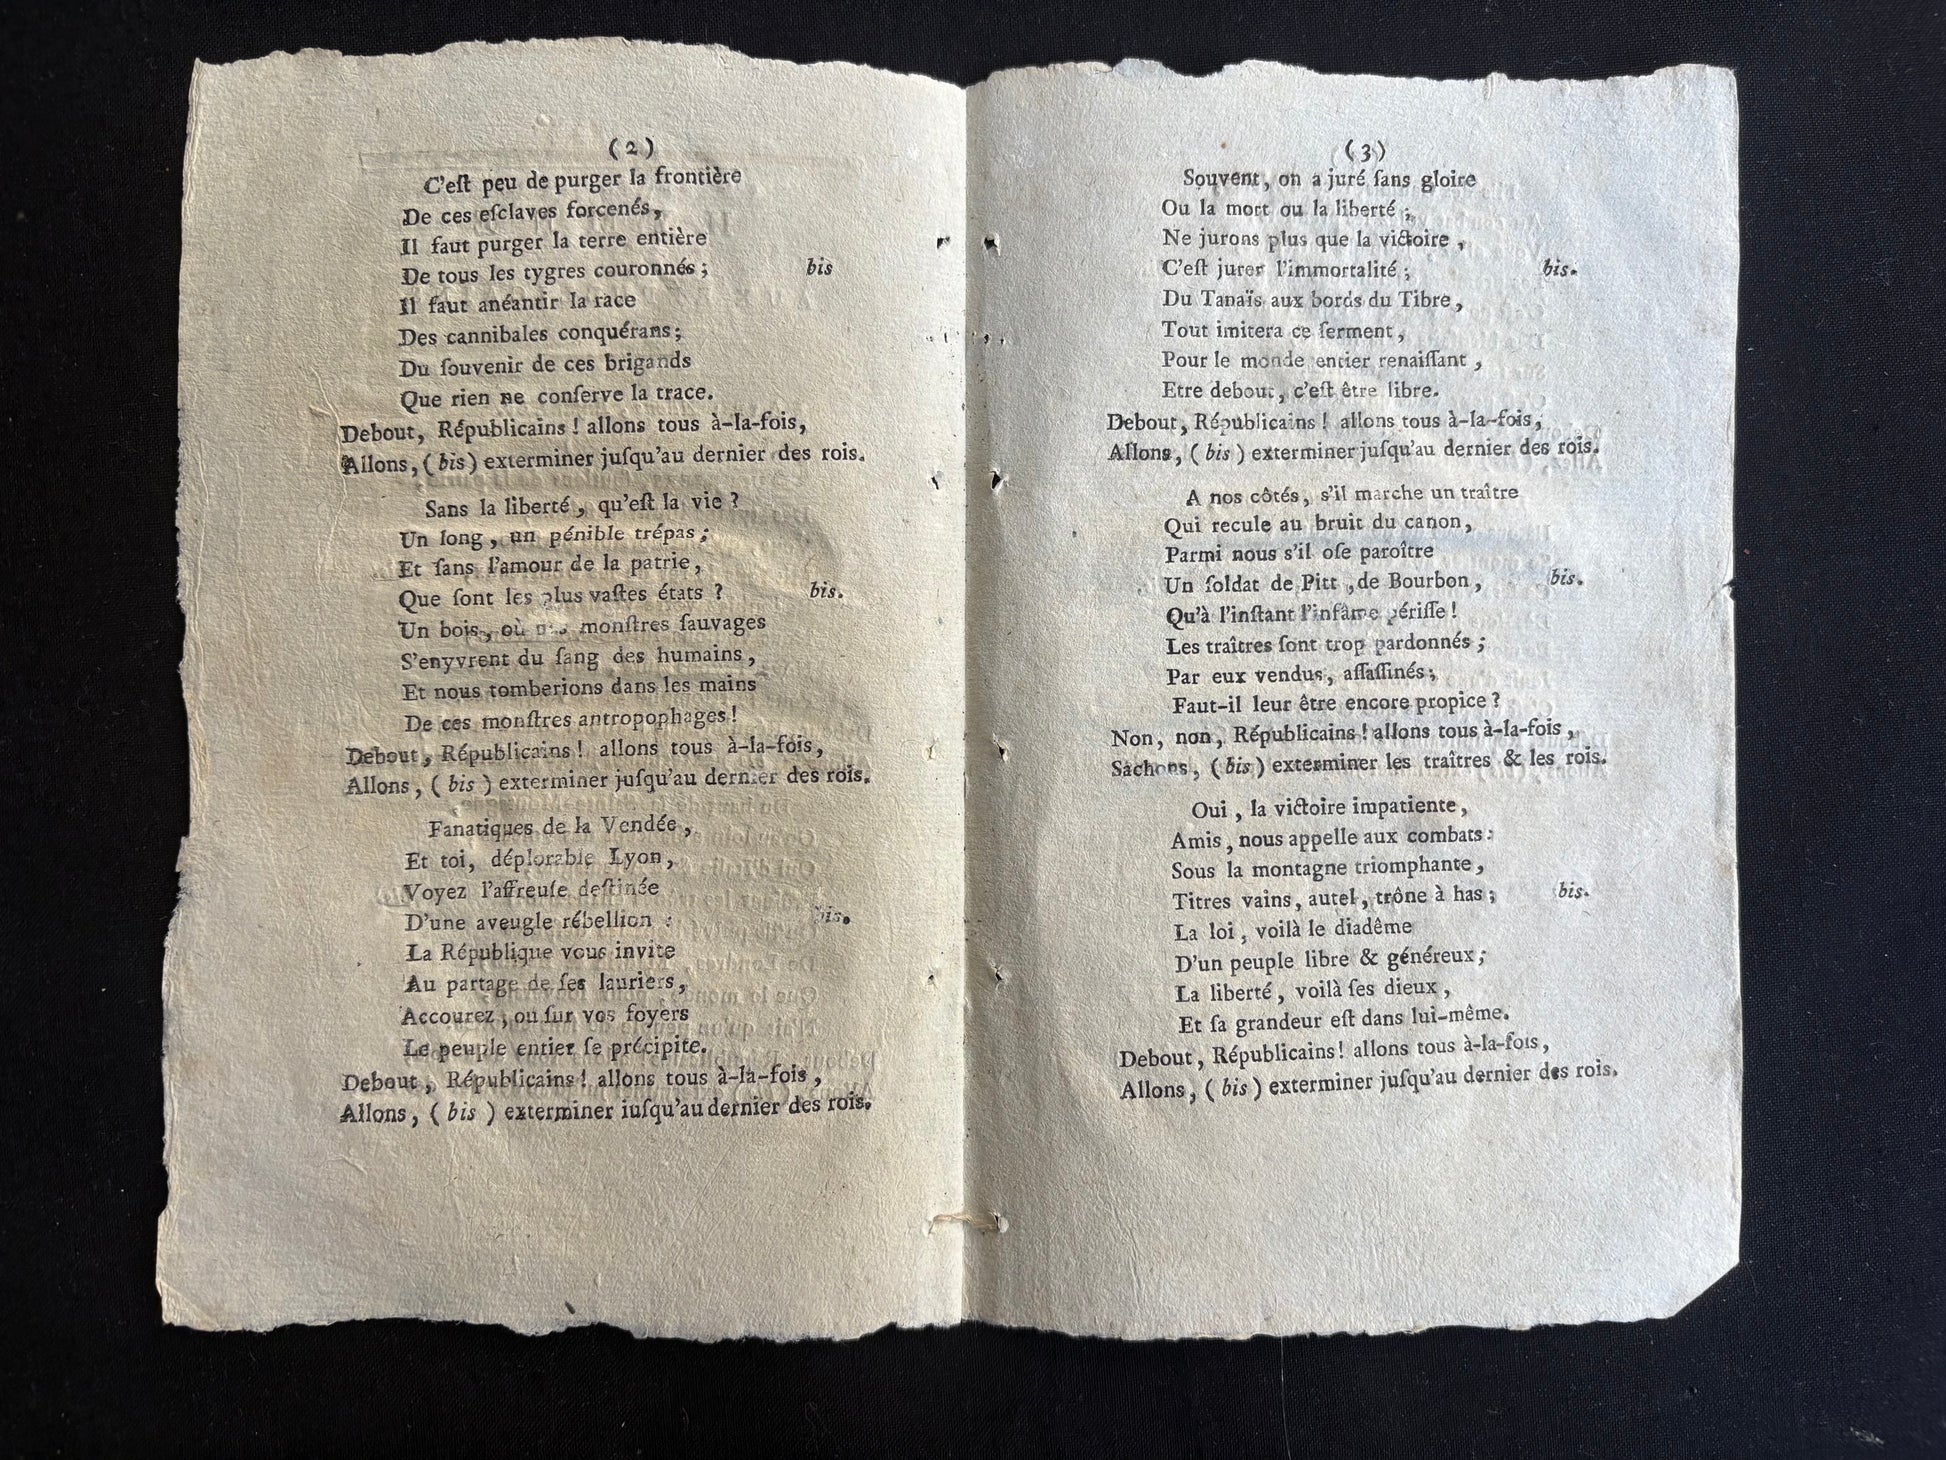 (2)
C'eſt peu de purger la frontière
De ces eſclaves forcenés,
Il faut purger la terre entière
De tous les tygres couronnés; bis
Il faut anéantir la race
Des cannibales conquérans;
Du ſouvenir de ces brigands
Que rien ne conſerve la trace.
Debout, Républicains! allons tous à-la-fois,
Allons, (bis) exterminer juſqu'au dernier des rois.
Sans la liberté, qu'eſt la vie?
Un long, un pénible trépas;
Et ſans l'amour de la patrie,
Que ſont les plus vaſtes états? bis.
Un bois, où monſtres ſauvages
S'enyvrent du ſang des humains,
Et nous tomberions dans les mains
De ces monſtres antropophages!
Debout, Républicains! allons tous à-la-fois,
Allons, (bis) exterminer juſqu'au dernier des rois.
Fanatiques de la Vendée,
Et toi, déplorable Lyon,
Voyez l'affreuſe deſtinée
D'une aveugle rébellion: bis.
La République vous invite
Au partage de ſes lauriers,
Accourez, ou ſur vos foyers
Le peuple entier ſe précipite.
Debout, Républicains! allons tous à-la-fois,
Allons, (bis) exterminer iuſqu'au dernier des rois.
(3)
Souvent, on a juré ſans gloire
Ou la mort ou la liberté;
Ne jurons plus que la victoire,
C'eſt jurer l'immortalité; bis.
Du Tanaïs aux bords du Tibre,
Tout imitera ce ſerment,
Pour le monde entier renaiſſant,
Etre debout, c'eſt être libre.
Debout, Républicains! allons tous à-la-fois,
Allons, (bis) exterminer juſqu'au dernier des rois.
A nos côtés, s'il marche un traître
Qui recule au bruit du canon,
Parmi nous s'il oſe paroître
Un ſoldat de Pitt, de Bourbon, bis.
Qu'à l'inſtant l'infâme périſſe!
Les traîtres ſont trop pardonnés;
Par eux vendus, aſſaſſinés;
Faut-il leur être encore propice?
Non, non, Républicains! allons tous à-la-fois,
Sachons, (bis) exterminer les traîtres & les rois.
Oui, la victoire impatiente,
Amis, nous appelle aux combats:
Sous la montagne triomphante,
Titres vains, autel, trône à has; bis.
La loi, voilà le diadême
D'un peuple libre & généreux;
La liberté, voilà ſes dieux,
Et ſa grandeur eſt dans lui-même.
Debout, Républicains! allons tous à-la-fois,
Allons, (bis) exterminer juſqu'au dernier des rois.